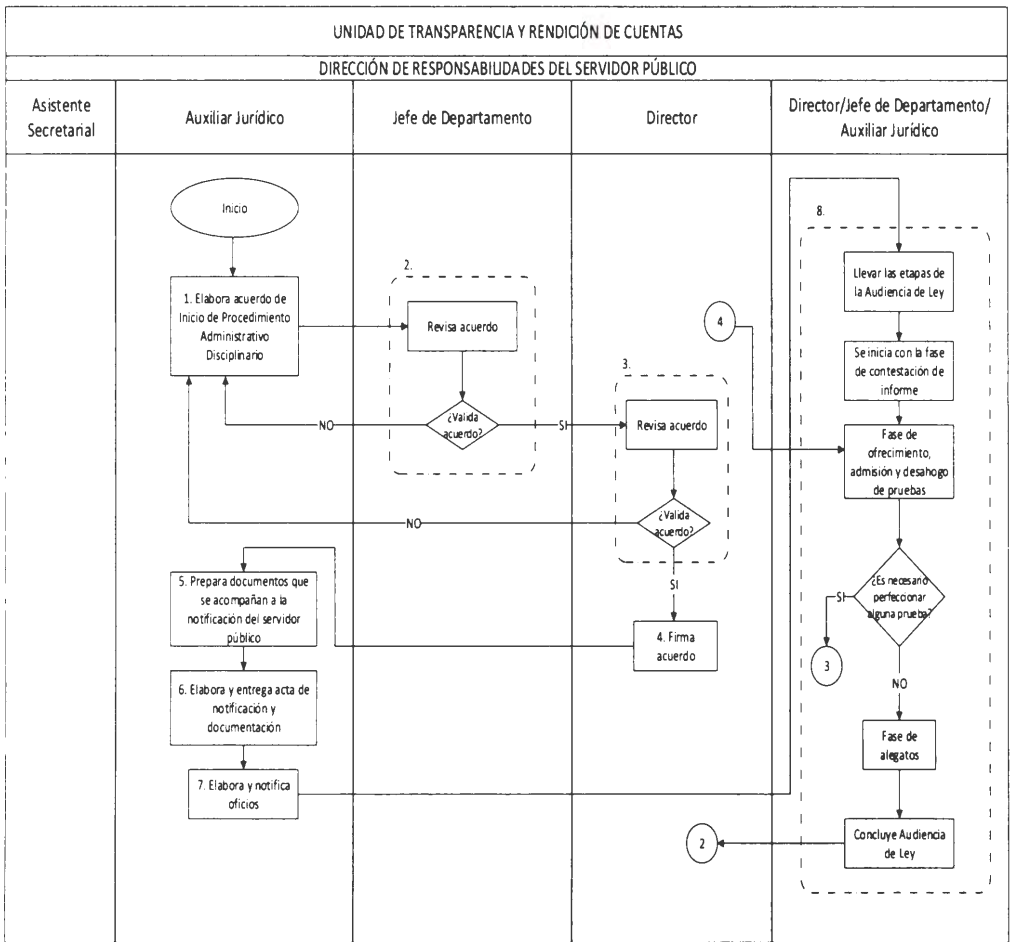 UNIDAD DE TRANSPARENCIA Y RENDICIÓN DE CUENTAS
DIRECCIÓN DE RESPONSABILIDADES DEL SERVIDOR PÚBLICO
Asistente
Secretarial
Auxiliar Jurídico
Jefe de Departamento
Director
Director/Jefe de Departamento/
Auxiliar Jurídico
Inicio
1. Elabora acuerdo de
Inicio de Procedimiento
Administrativo
Disciplinario
2.
Revisa acuerdo
¿Valida
acuerdo?
NO
SI
3.
Revisa acuerdo
¿Valida
acuerdo?
NO
SI
4. Firma
acuerdo
5. Prepara documentos que
se acompañan a la
notificación del servidor
público
6. Elabora y entrega acta de
notificación y
documentación
7. Elabora y notifica
oficios
8.
Llevar las etapas de
la Audiencia de Ley
Se inicia con la fase
de contestación de
informe
4
Fase de
ofrecimiento,
admisión y desahogo
de pruebas
¿Es necesario
perfeccionar
alguna prueba?
SI
3
NO
Fase de
alegatos
Concluye Audiencia
de Ley
2